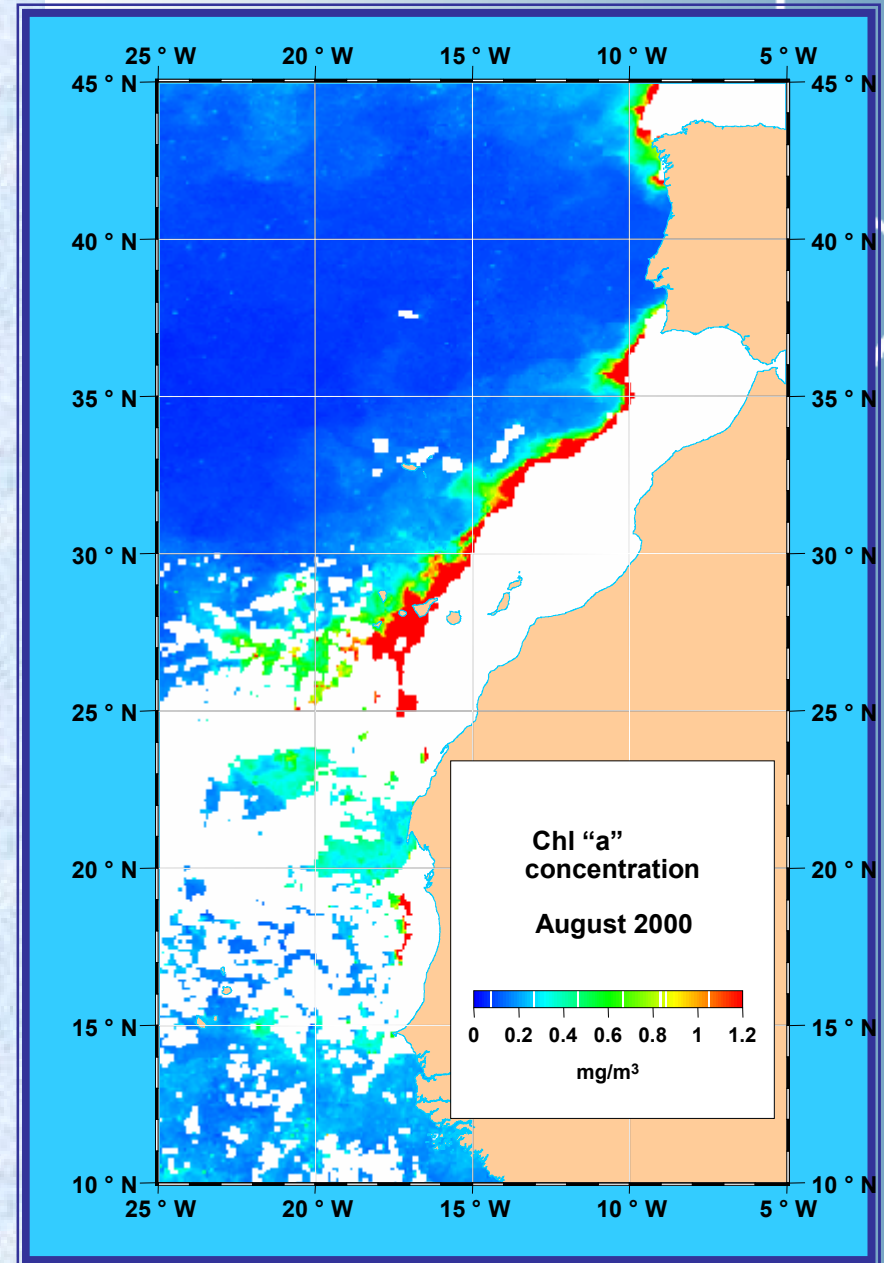 25 ° W 20 ° W 15 ° W 10 ° W 5 ° W
45 ° N 45 ° N
40 ° N 40 ° N
35 ° N 35 ° N
30 ° N 30 ° N
25 ° N 25 ° N
Chl “a”
concentration
20 ° N 20 ° N
August 2000
15 ° N 15 ° N
0 0.2 0.4 0.6 0.8 1 1.2
mg/m³
10 ° N 10 ° N
25 ° W 20 ° W 15 ° W 10 ° W 5 ° W